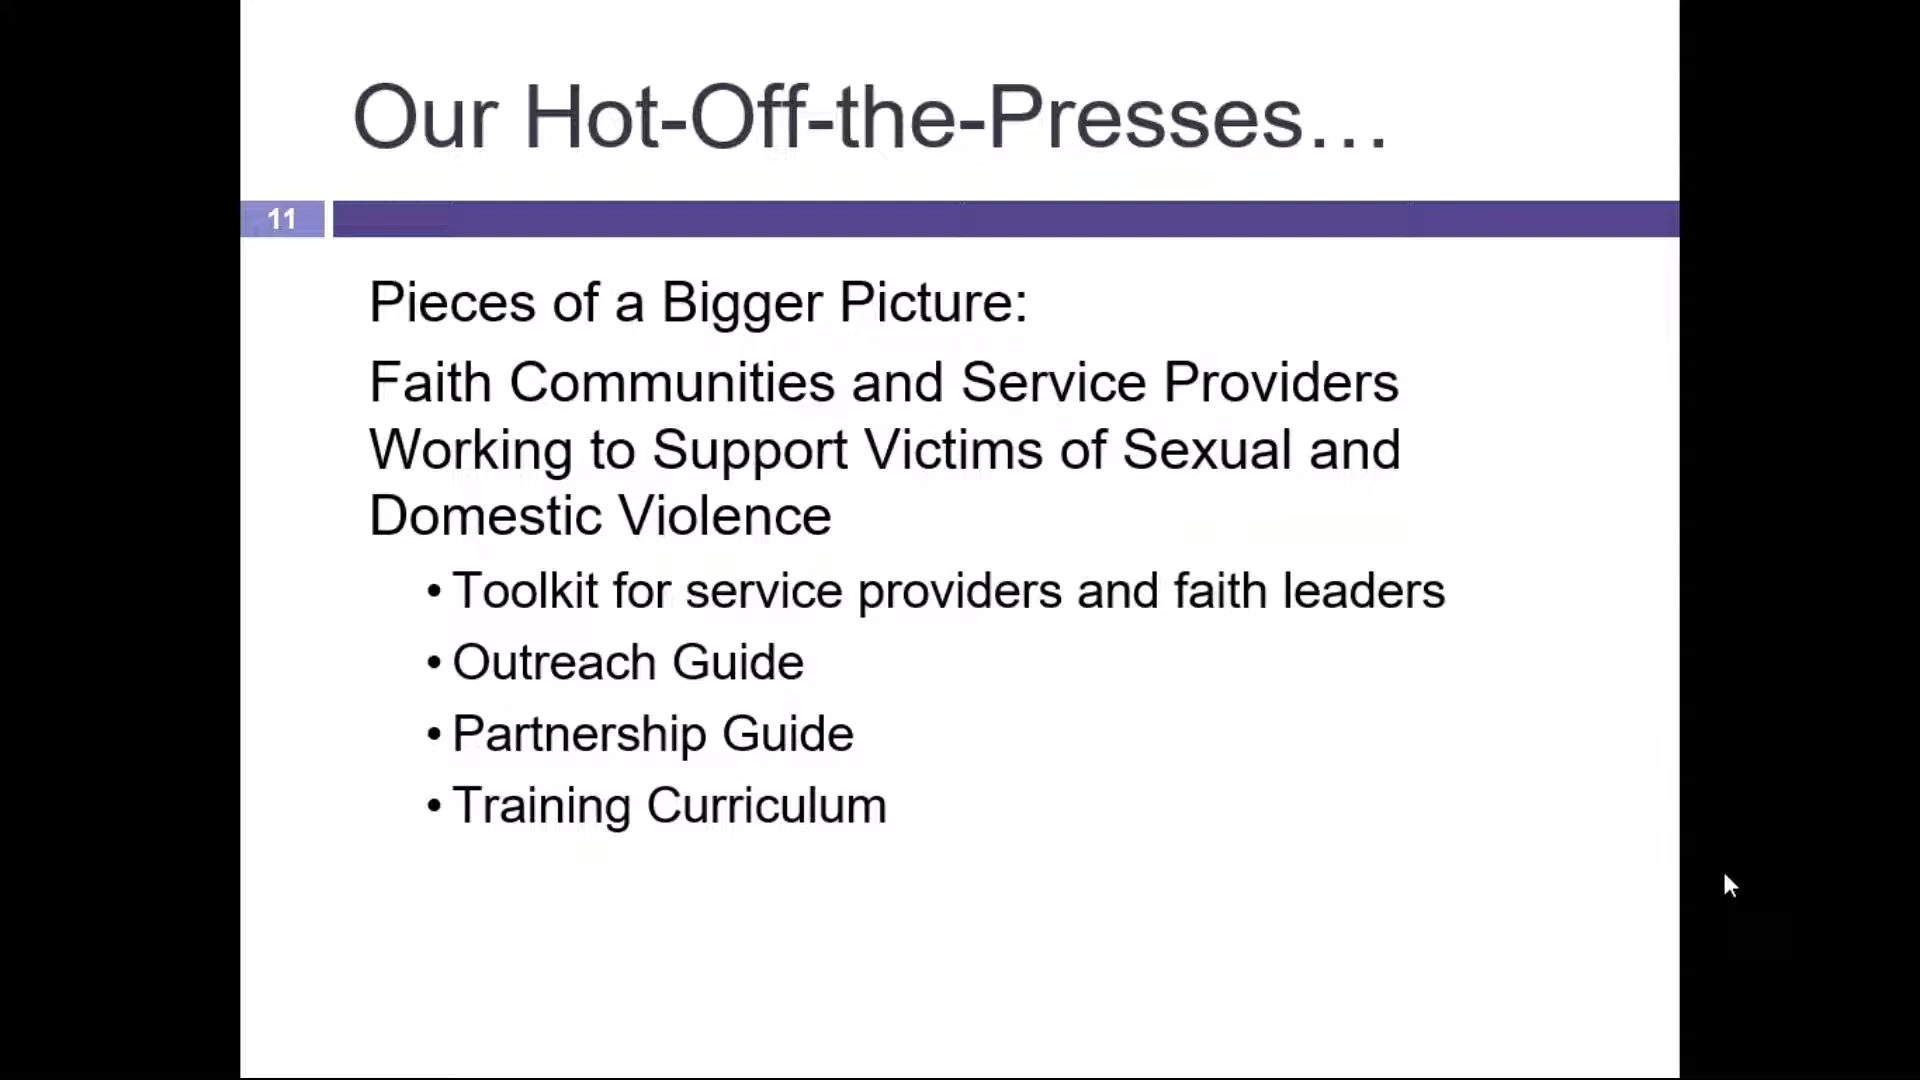 Our Hot-Off-the-Presses…
11
Pieces of a Bigger Picture:
Faith Communities and Service Providers
Working to Support Victims of Sexual and
Domestic Violence
• Toolkit for service providers and faith leaders
• Outreach Guide
• Partnership Guide
• Training Curriculum